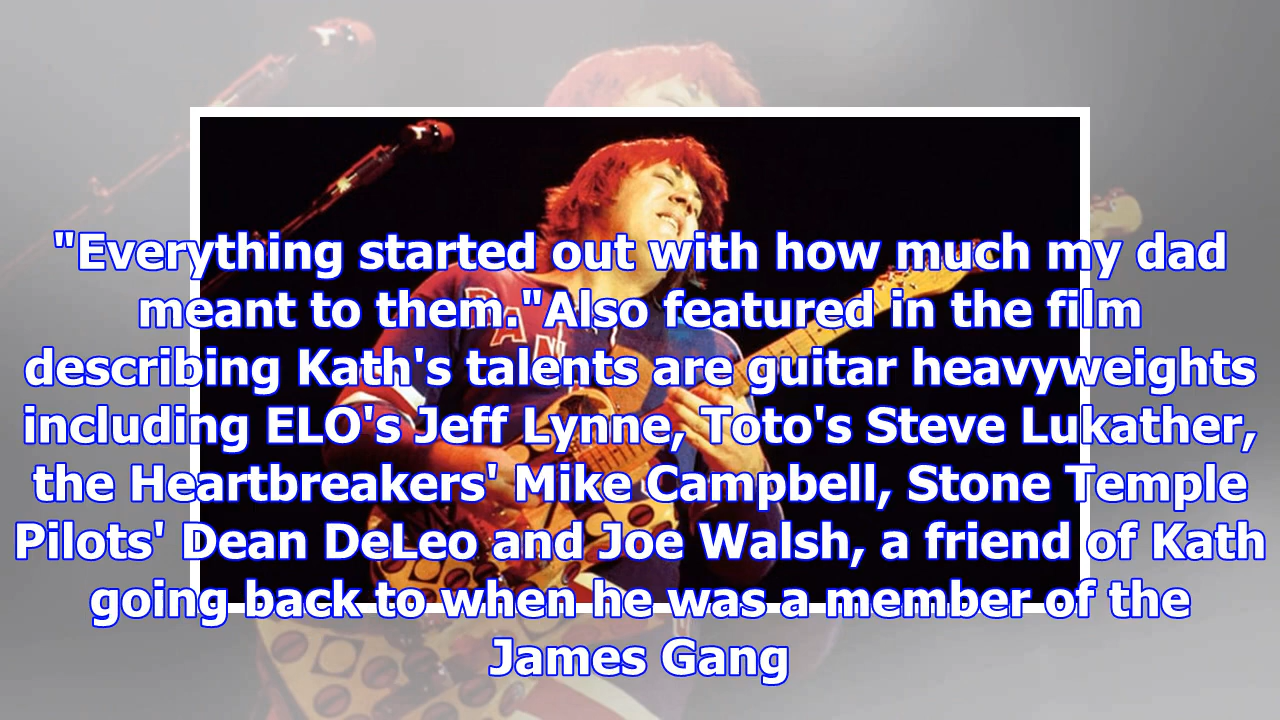 "Everything started out with how much my dad
meant to them."Also featured in the film
describing Kath's talents are guitar heavyweights
including ELO's Jeff Lynne, Toto's Steve Lukather,
the Heartbreakers' Mike Campbell, Stone Temple
Pilots' Dean DeLeo and Joe Walsh, a friend of Kath
going back to when he was a member of the
James Gang